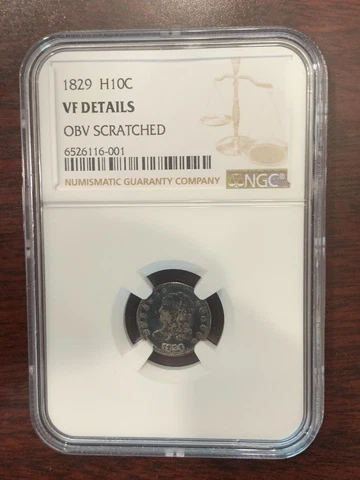 1829 H10C
VF DETAILS
OBV SCRATCHED
6526116-001
NUMISMATIC GUARANTY COMPANY
NGC